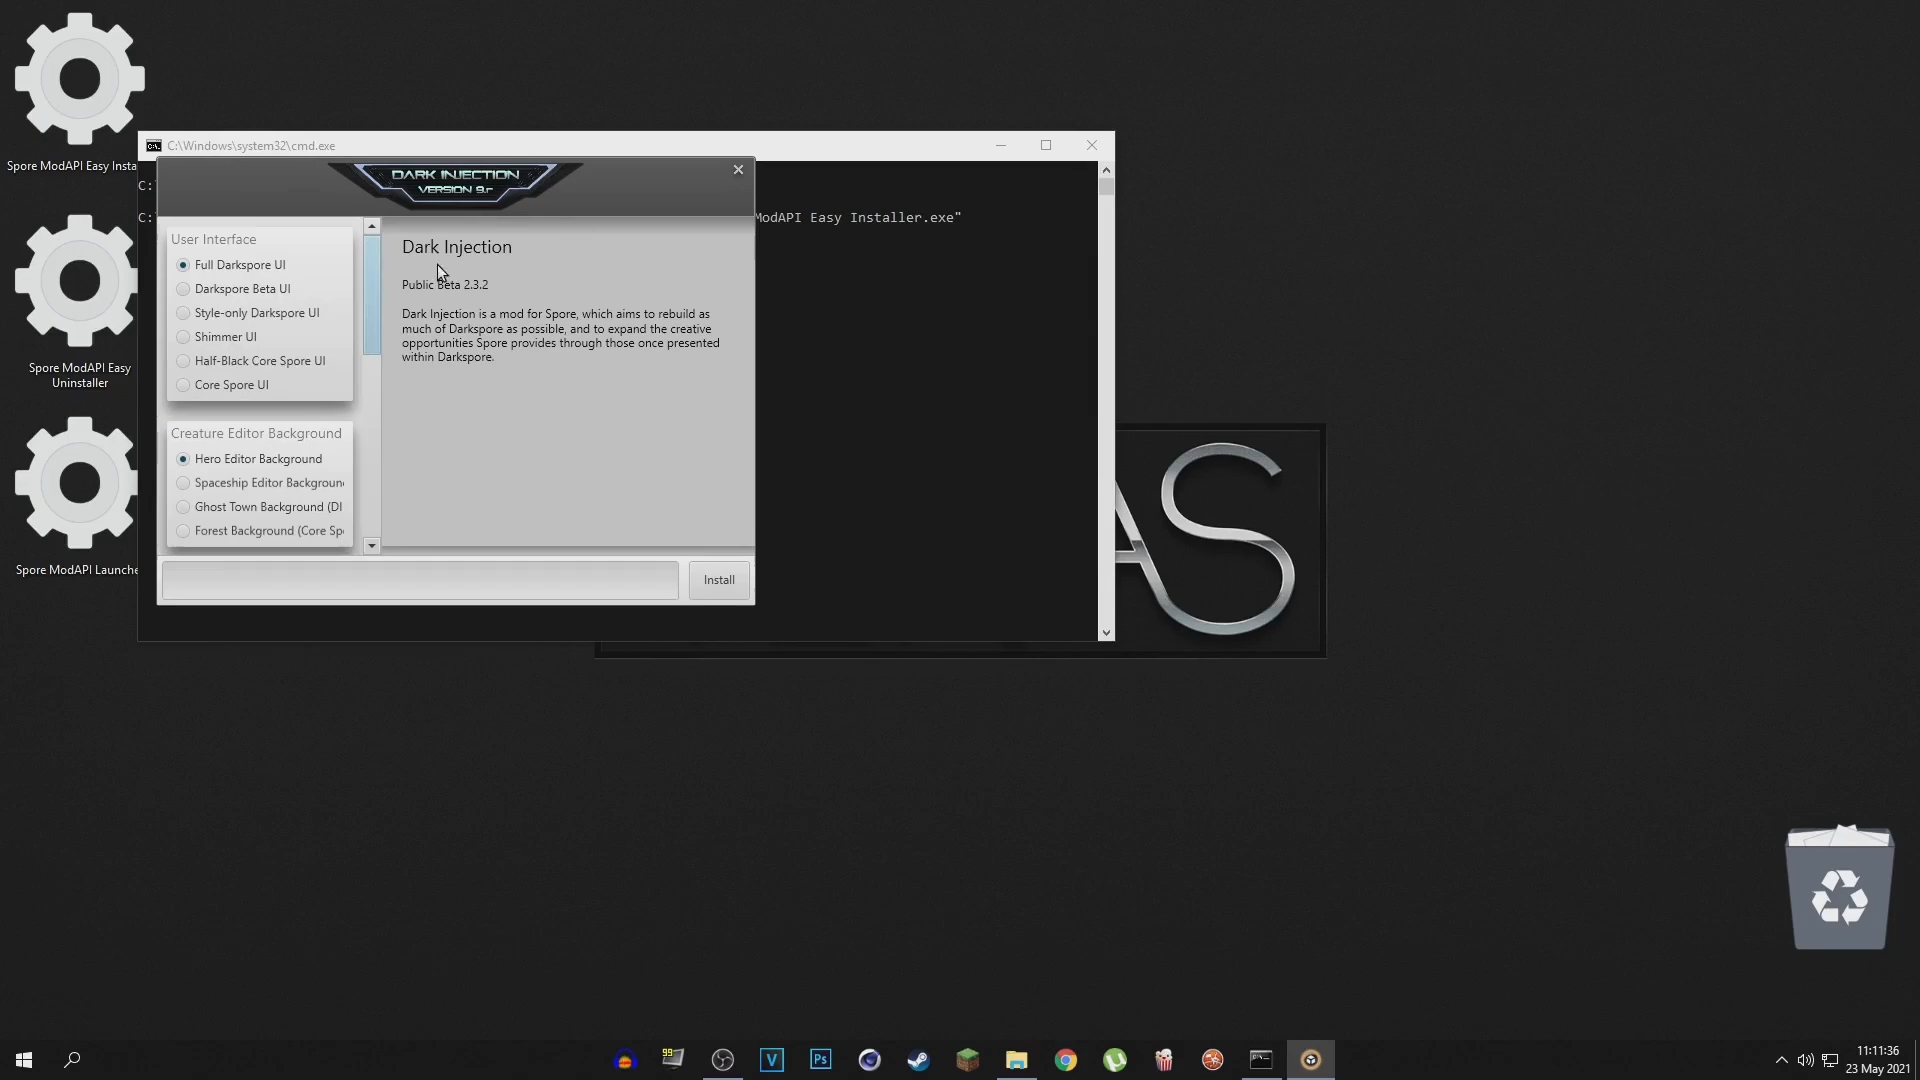 Spore ModAPI Easy Insta
Spore ModAPI Easy
Uninstaller
Spore ModAPI Launche
C:\Windows\system32\cmd.exe
C:
C:
ModAPI Easy Installer.exe"
DARK INJECTION
VERSION 9.r
User Interface
Full Darkspore UI
Darkspore Beta UI
Style-only Darkspore UI
Shimmer UI
Half-Black Core Spore UI
Core Spore UI
Creature Editor Background
Hero Editor Background
Spaceship Editor Backgroun
Ghost Town Background (DI
Forest Background (Core Sp
Dark Injection
Public Beta 2.3.2
Dark Injection is a mod for Spore, which aims to rebuild as
much of Darkspore as possible, and to expand the creative
opportunities Spore provides through those once presented
within Darkspore.
Install
AS
99
V
Ps
11:11:36
23 May 2021